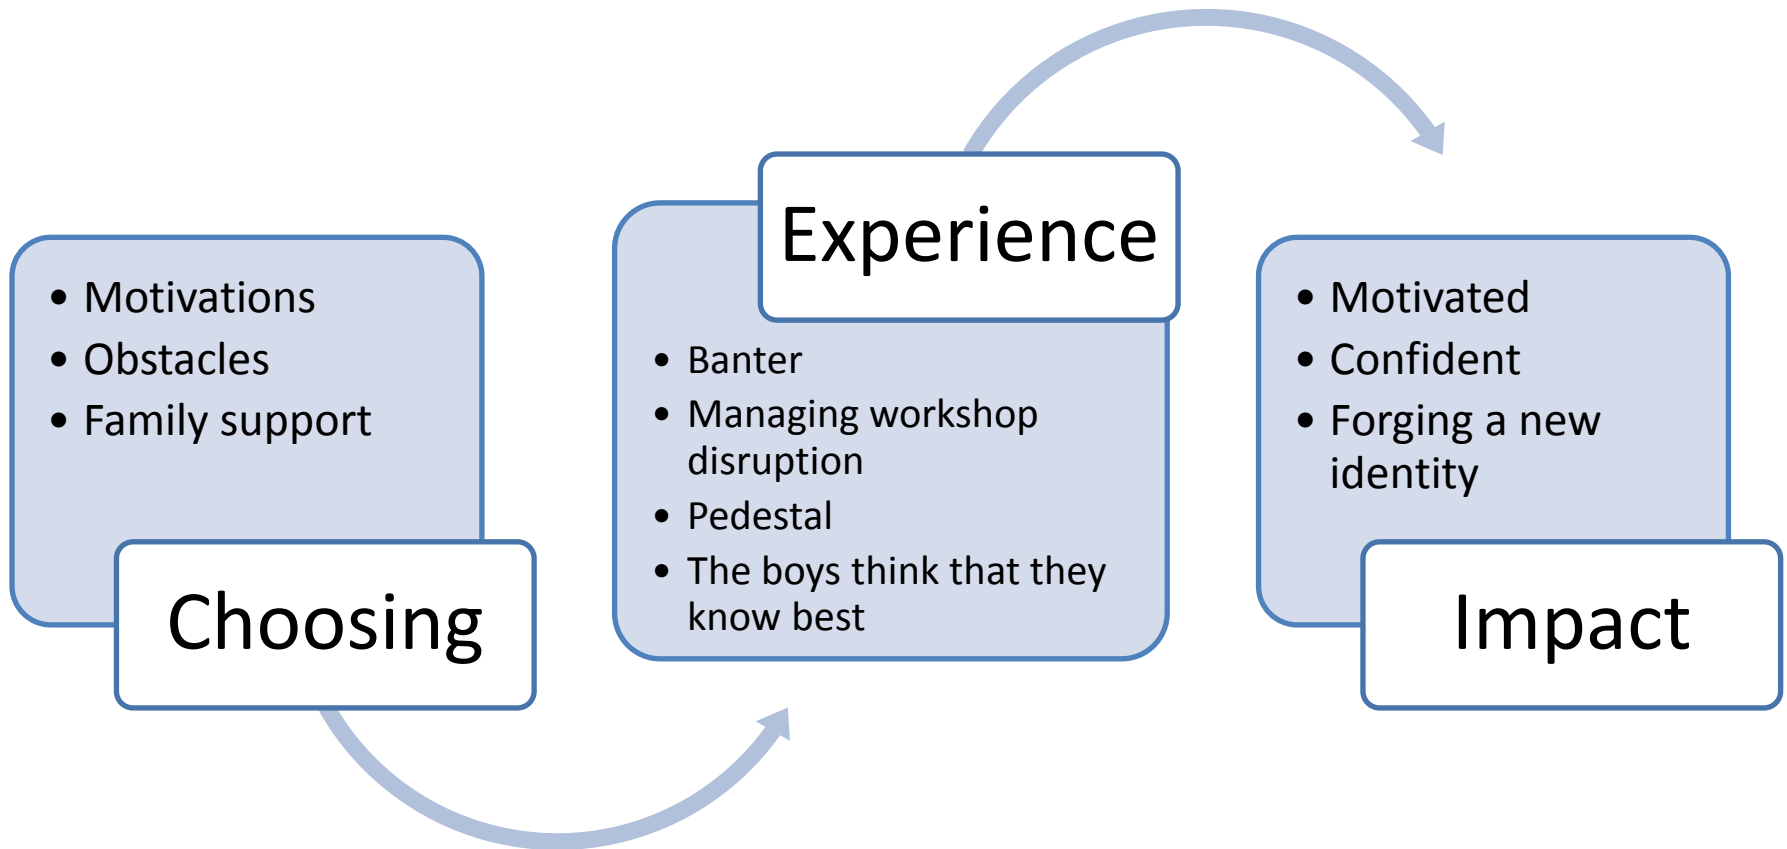 • Motivations
• Obstacles
• Family support
Choosing
Experience
• Banter
• Managing workshop
disruption
• Pedestal
• The boys think that they
know best
• Motivated
• Confident
• Forging a new
identity
Impact